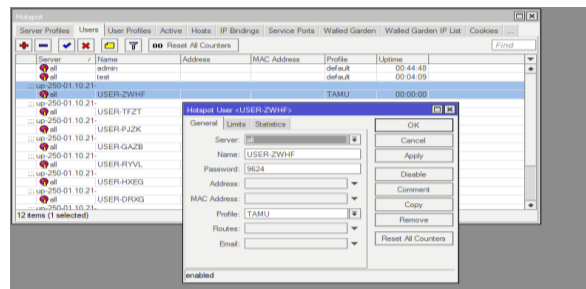 Hotspot
Server Profiles Users User Profiles Active Hosts IP Bindings Service Ports Walled Garden Walled Garden IP List Cookies ...
00 Reset All Counters Find
Server / Name Address MAC Address Profile Uptime
all admin default 00:44:48
all test default 00:04:09
;;; up-250-01.10.21-
all USER-ZWHF TAMU 00:00:00
;;; up-250-01.10.21-
all USER-TFZT
;;; up-250-01.10.21-
all USER-PJZK
;;; up-250-01.10.21-
all USER-GAZB
;;; up-250-01.10.21-
all USER-RYVL
;;; up-250-01.10.21-
all USER-HXEG
;;; up-250-01.10.21-
all USER-DRXG
;;; up-250-01.10.21-
12 items (1 selected)
Hotspot User <USER-ZWHF>
General Limits Statistics
Server: all
Name: USER-ZWHF
Password: 9624
Address:
MAC Address:
Profile: TAMU
Routes:
Email:
OK
Cancel
Apply
Disable
Comment
Copy
Remove
Reset All Counters
enabled